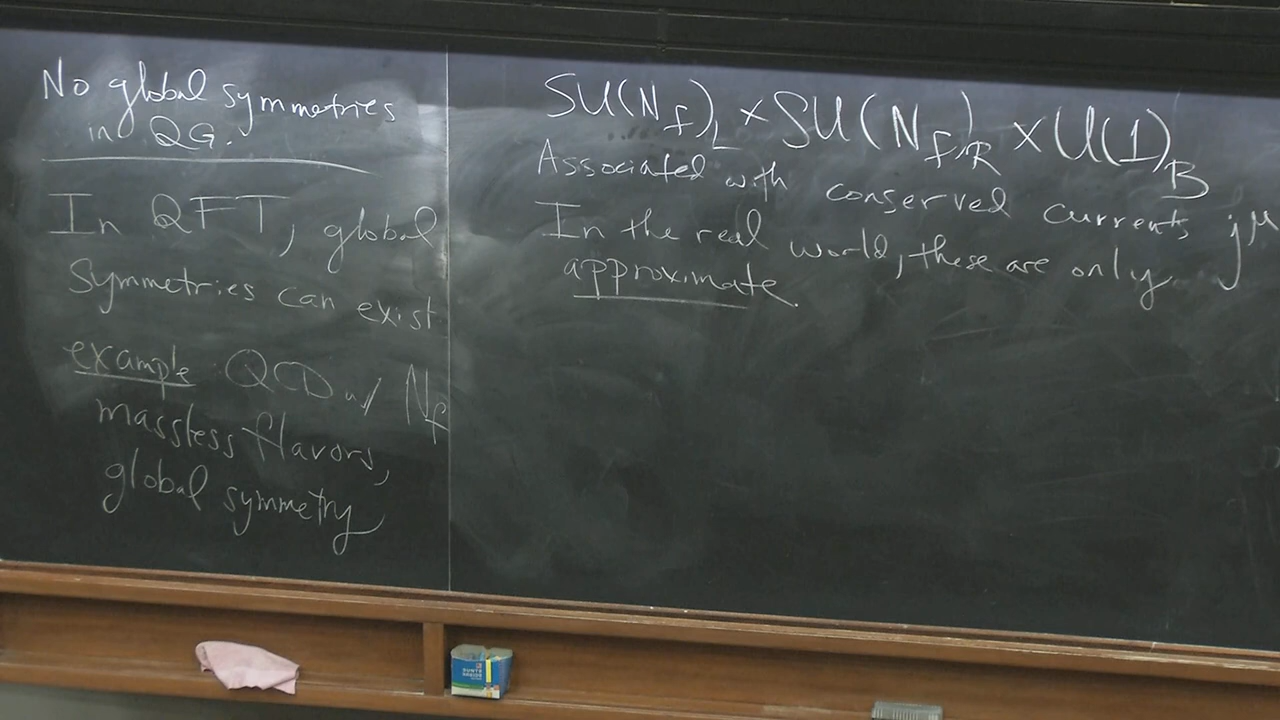 No global symmetries
in QG.
In QFT, global
Symmetries can exist
example: QCD w/ Nf
massless flavors,
global symmetry
SU(Nf)L × SU(Nf)R × U(1)B
Associated with conserved currents jμ
In the real world, these are only
approximate.